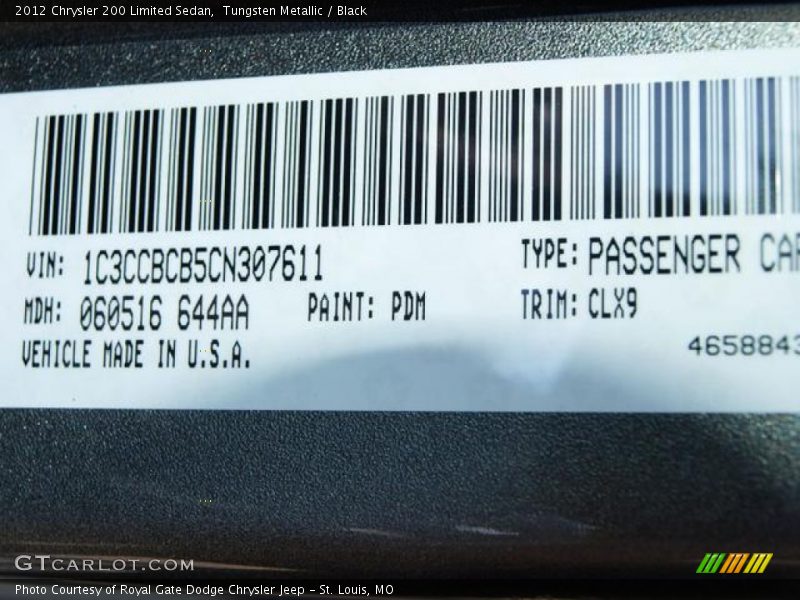 2012 Chrysler 200 Limited Sedan,  Tungsten Metallic / Black
VIN: 1C3CCBCB5CN307611 TYPE: PASSENGER CAR
MDH: 060516 644AA PAINT: PDM TRIM: CLX9
VEHICLE MADE IN U.S.A. 4658843
GTCARLOT.COM
Photo Courtesy of Royal Gate Dodge Chrysler Jeep – St. Louis, MO